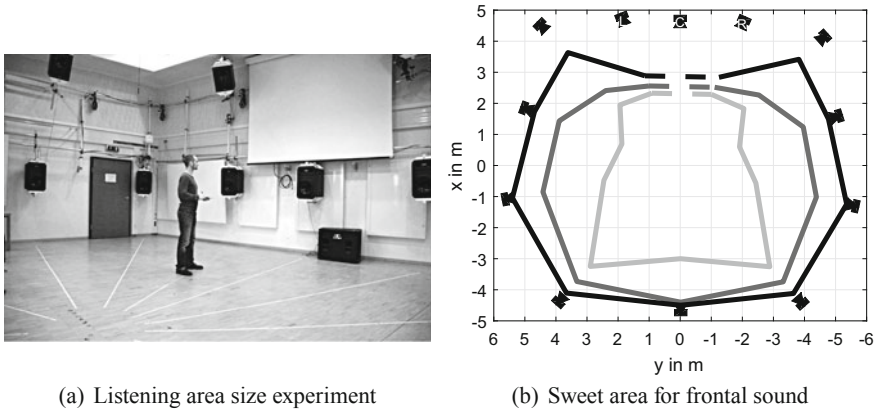 5
4
3
2
1
0
-1
-2
-3
-4
-5
x in m
L
C
R
6 5 4 3 2 1 0 -1 -2 -3 -4 -5 -6
y in m
(a) Listening area size experiment
(b) Sweet area for frontal sound